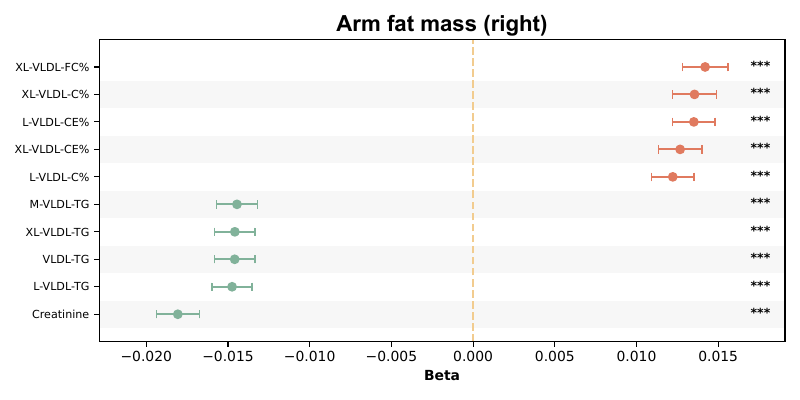 Arm fat mass (right)
XL-VLDL-FC% ***
XL-VLDL-C% ***
L-VLDL-CE% ***
XL-VLDL-CE% ***
L-VLDL-C% ***
M-VLDL-TG ***
XL-VLDL-TG ***
VLDL-TG ***
L-VLDL-TG ***
Creatinine ***
−0.020 −0.015 −0.010 −0.005 0.000 0.005 0.010 0.015
Beta